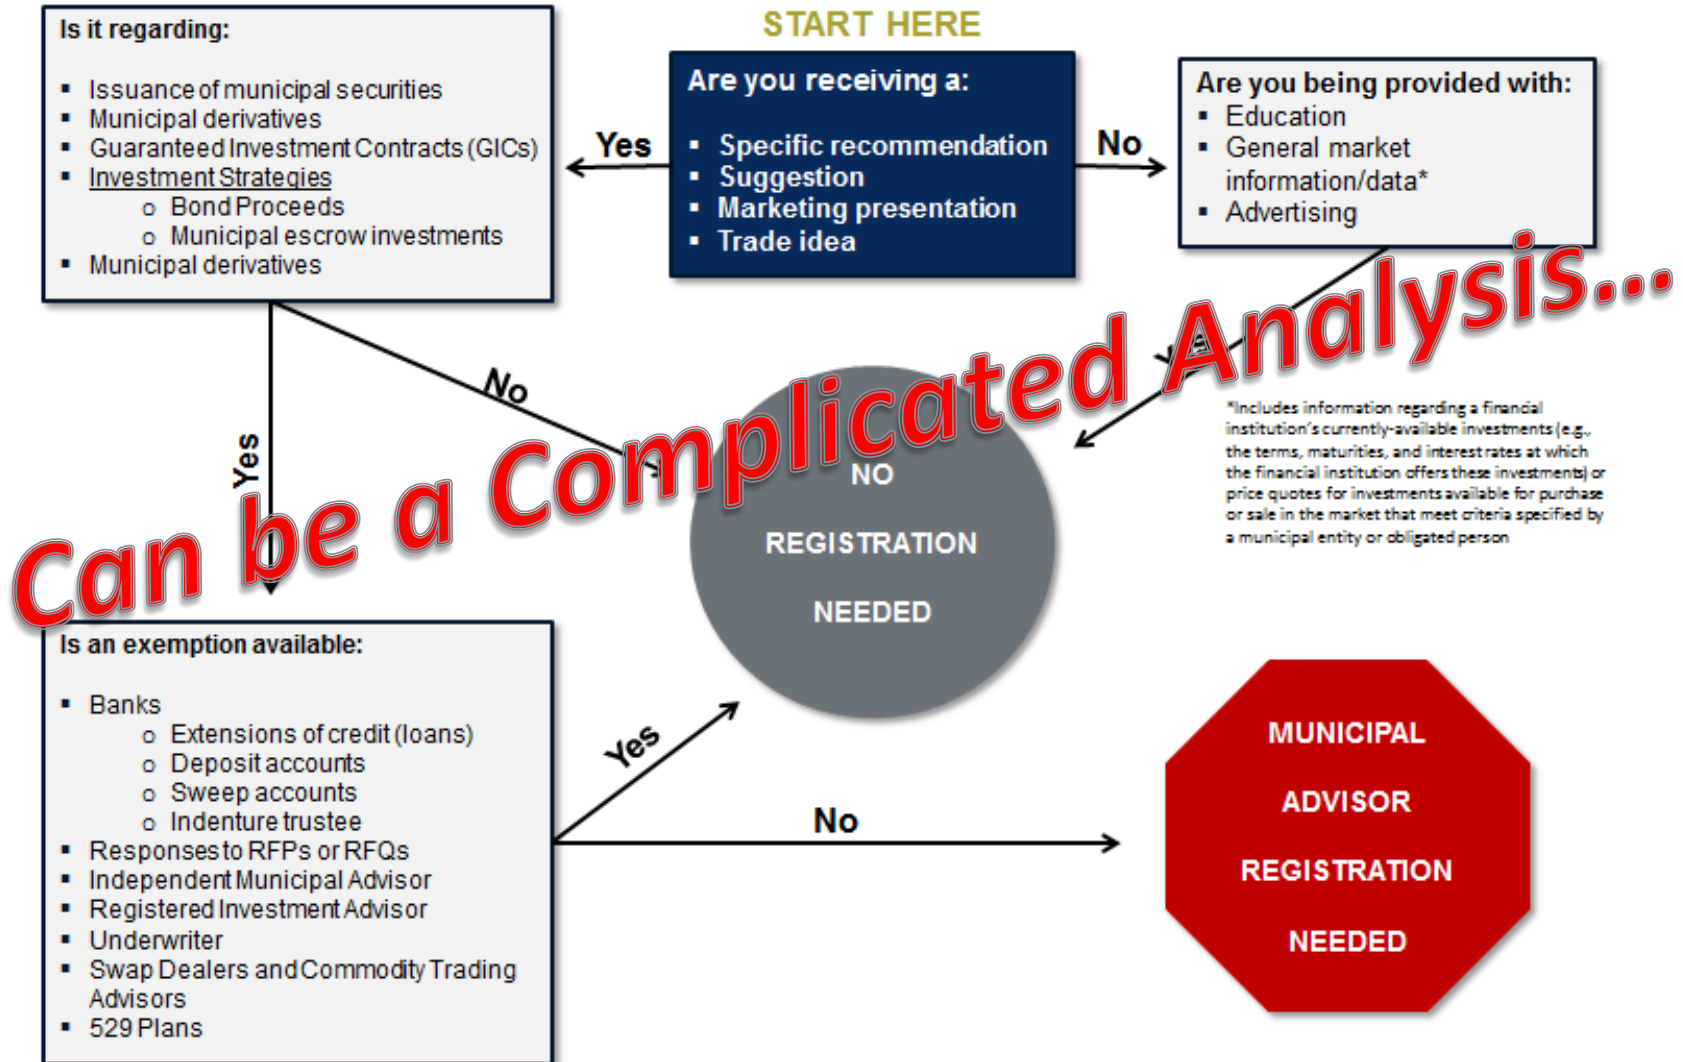 START HERE
Is it regarding:
▪ Issuance of municipal securities
▪ Municipal derivatives
▪ Guaranteed Investment Contracts (GICs)
▪ Investment Strategies
o Bond Proceeds
o Municipal escrow investments
▪ Municipal derivatives
Yes
Are you receiving a:
▪ Specific recommendation
▪ Suggestion
▪ Marketing presentation
▪ Trade idea
No
Are you being provided with:
▪ Education
▪ General market
information/data*
▪ Advertising
Can be a Complicated Analysis...
No
Yes
Yes
*Includes information regarding a financial
institution's currently-available investments (e.g.,
the terms, maturities, and interest rates at which
the financial institution offers these investments) or
price quotes for investments available for purchase
or sale in the market that meet criteria specified by
a municipal entity or obligated person
NO
REGISTRATION
NEEDED
Is an exemption available:
▪ Banks
o Extensions of credit (loans)
o Deposit accounts
o Sweep accounts
o Indenture trustee
▪ Responses to RFPs or RFQs
▪ Independent Municipal Advisor
▪ Registered Investment Advisor
▪ Underwriter
▪ Swap Dealers and Commodity Trading
Advisors
▪ 529 Plans
Yes
No
MUNICIPAL
ADVISOR
REGISTRATION
NEEDED